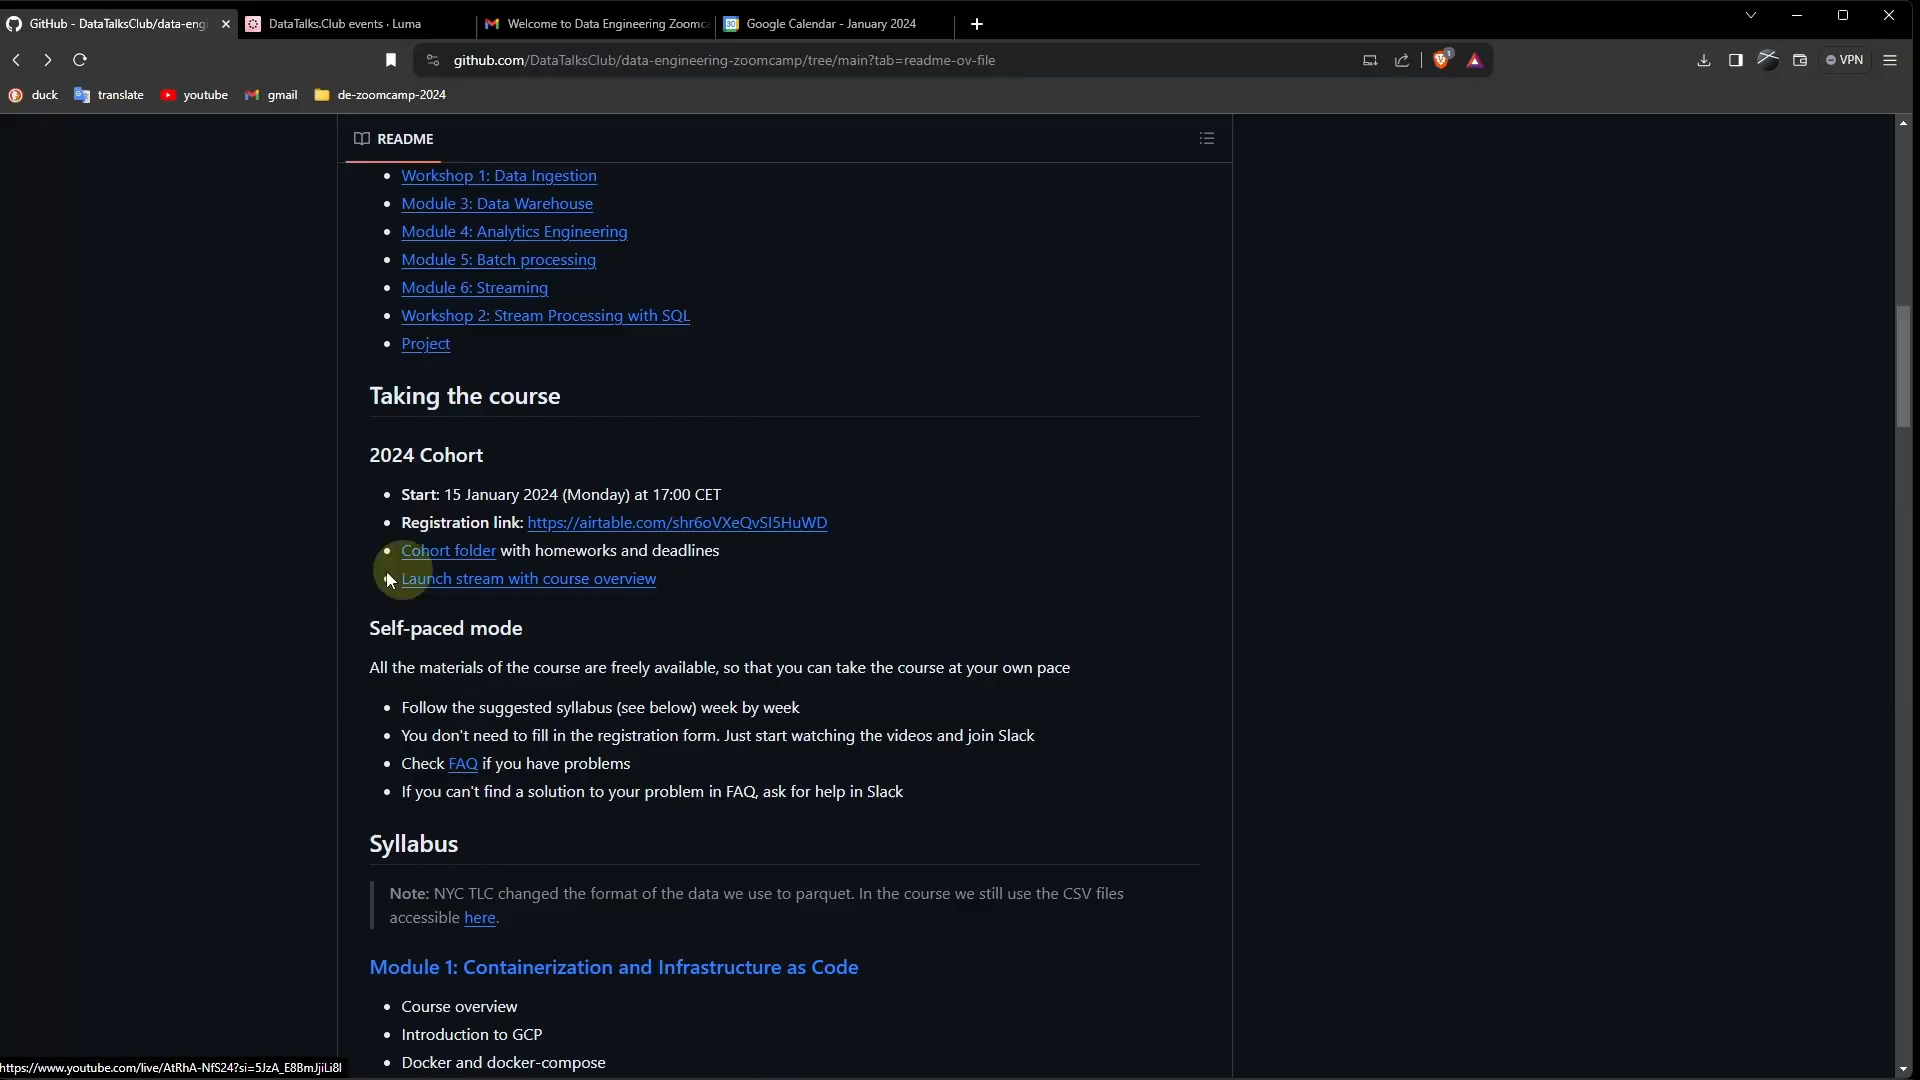 GitHub - DataTalksClub/data-eng
DataTalks.Club events · Luma
Welcome to Data Engineering Zoomc
Google Calendar - January 2024
github.com/DataTalksClub/data-engineering-zoomcamp/tree/main?tab=readme-ov-file
1
VPN
duck
translate
youtube
gmail
de-zoomcamp-2024
README
Workshop 1: Data Ingestion
Module 3: Data Warehouse
Module 4: Analytics Engineering
Module 5: Batch processing
Module 6: Streaming
Workshop 2: Stream Processing with SQL
Project
Taking the course
2024 Cohort
Start: 15 January 2024 (Monday) at 17:00 CET
Registration link: https://airtable.com/shr6oVXeQvSI5HuWD
Cohort folder with homeworks and deadlines
Launch stream with course overview
Self-paced mode
All the materials of the course are freely available, so that you can take the course at your own pace
Follow the suggested syllabus (see below) week by week
You don't need to fill in the registration form. Just start watching the videos and join Slack
Check FAQ if you have problems
If you can't find a solution to your problem in FAQ, ask for help in Slack
Syllabus
Note: NYC TLC changed the format of the data we use to parquet. In the course we still use the CSV files
accessible here.
Module 1: Containerization and Infrastructure as Code
Course overview
Introduction to GCP
Docker and docker-compose
https://www.youtube.com/live/AtRhA-NfS24?si=5JzA_E8BmJjiLi8l